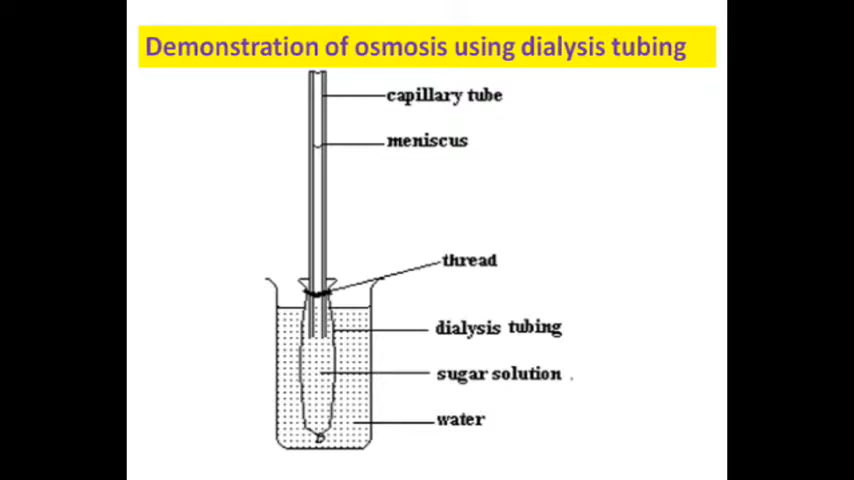 Demonstration of osmosis using dialysis tubing
capillary tube
meniscus
thread
dialysis tubing
sugar solution .
water